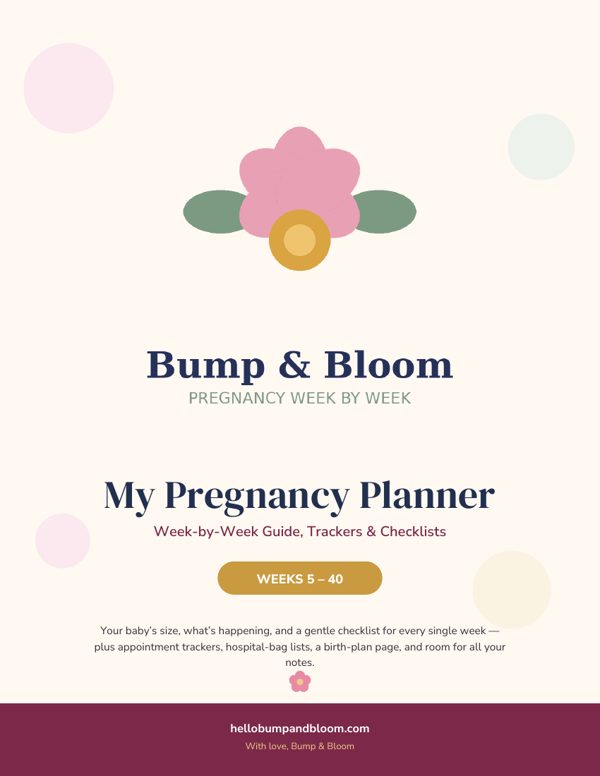 Bump & Bloom
PREGNANCY WEEK BY WEEK
My Pregnancy Planner
Week-by-Week Guide, Trackers & Checklists
WEEKS 5 – 40
Your baby’s size, what’s happening, and a gentle checklist for every single week —
plus appointment trackers, hospital-bag lists, a birth-plan page, and room for all your
notes.
hellobumpandbloom.com
With love, Bump & Bloom